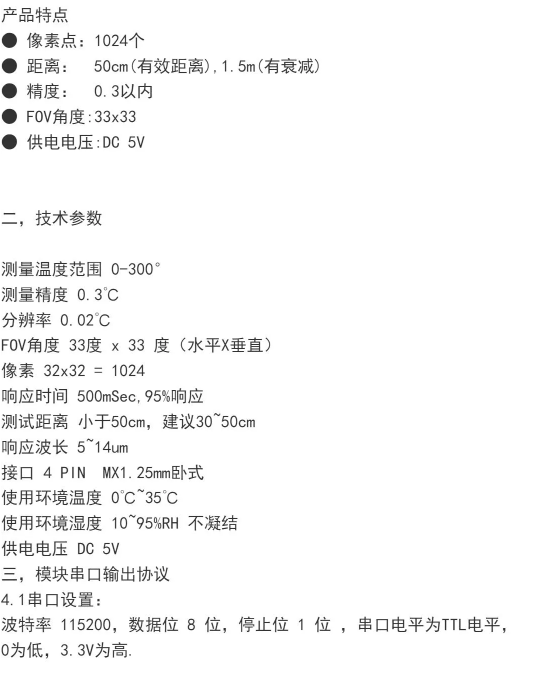 产品特点
● 像素点：1024个
● 距离：  50cm(有效距离),1.5m(有衰减)
● 精度：  0.3以内
● FOV角度:33x33
● 供电电压:DC 5V
二，技术参数
测量温度范围 0-300°
测量精度 0.3℃
分辨率 0.02℃
FOV角度 33度 x 33 度（水平X垂直）
像素 32x32 = 1024
响应时间 500mSec,95%响应
测试距离 小于50cm，建议30~50cm
响应波长 5~14um
接口 4 PIN  MX1.25mm卧式
使用环境温度 0℃~35℃
使用环境湿度 10~95%RH 不凝结
供电电压 DC 5V
三，模块串口输出协议
4.1串口设置：
波特率 115200，数据位 8 位，停止位 1 位 ，串口电平为TTL电平，
0为低，3.3V为高.